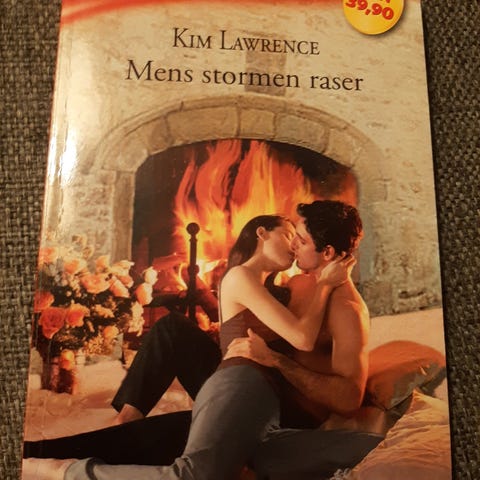 39,90
KIM LAWRENCE
Mens stormen raser